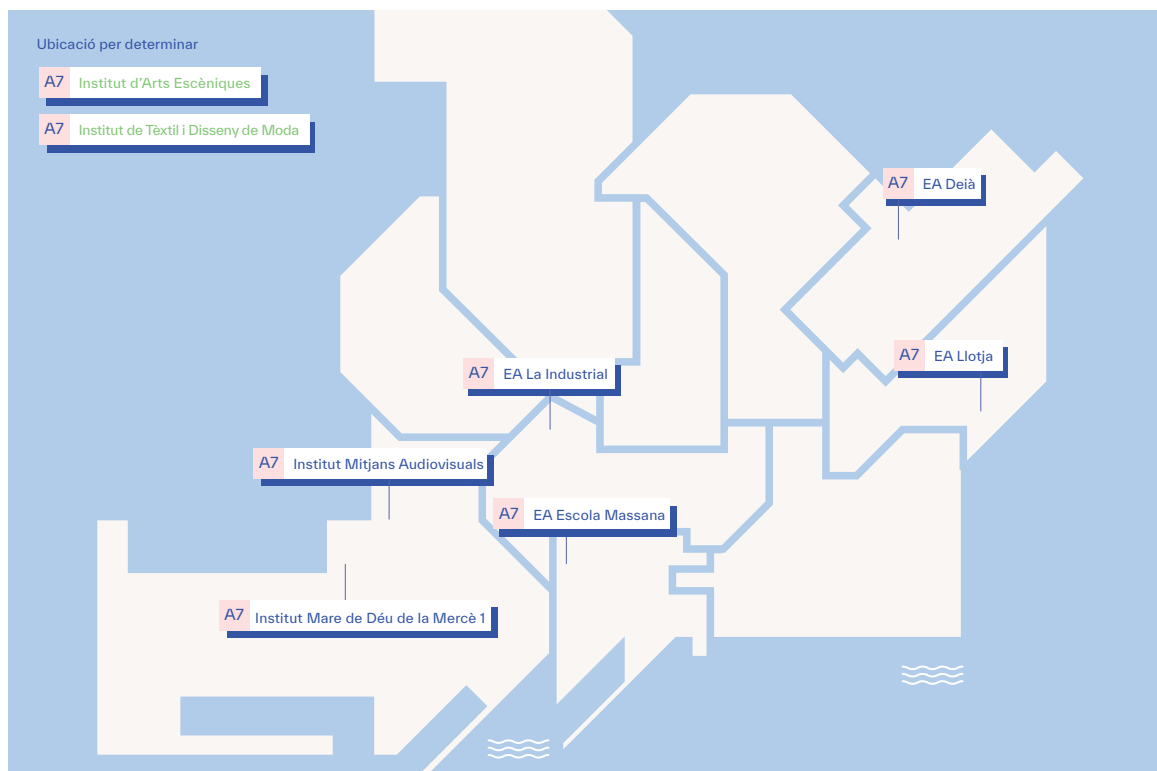 Ubicació per determinar
A7 Institut d'Arts Escèniques
A7 Institut de Tèxtil i Disseny de Moda
A7 EA Deià
A7 EA Llotja
A7 EA La Industrial
A7 Institut Mitjans Audiovisuals
A7 EA Escola Massana
A7 Institut Mare de Déu de la Mercè 1